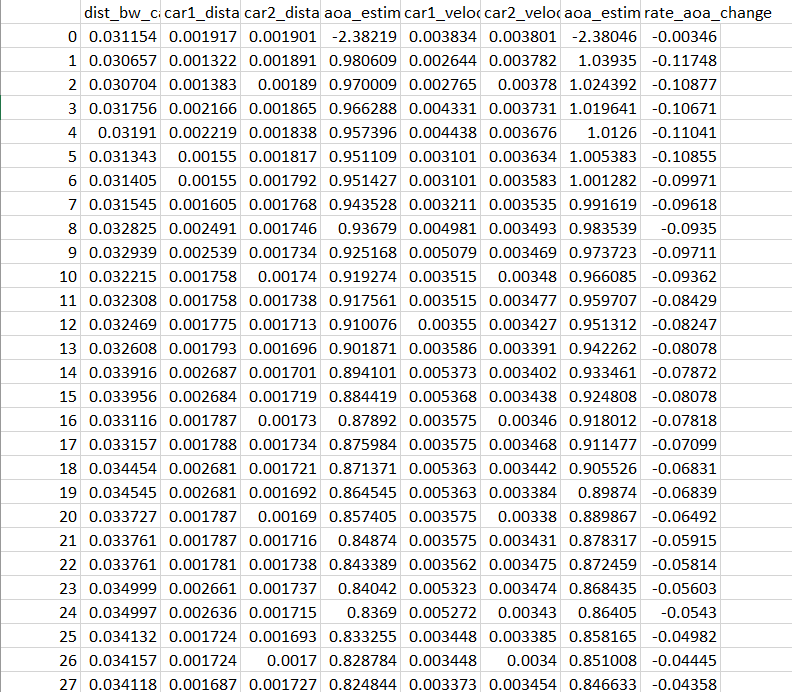 dist_bw_ca car1_dista car2_dista aoa_estim car1_veloc car2_veloc aoa_estim rate_aoa_change
0 0.031154 0.001917 0.001901 -2.38219 0.003834 0.003801 -2.38046 -0.00346
1 0.030657 0.001322 0.001891 0.980609 0.002644 0.003782 1.03935 -0.11748
2 0.030704 0.001383 0.00189 0.970009 0.002765 0.00378 1.024392 -0.10877
3 0.031756 0.002166 0.001865 0.966288 0.004331 0.003731 1.019641 -0.10671
4 0.03191 0.002219 0.001838 0.957396 0.004438 0.003676 1.0126 -0.11041
5 0.031343 0.00155 0.001817 0.951109 0.003101 0.003634 1.005383 -0.10855
6 0.031405 0.00155 0.001792 0.951427 0.003101 0.003583 1.001282 -0.09971
7 0.031545 0.001605 0.001768 0.943528 0.003211 0.003535 0.991619 -0.09618
8 0.032825 0.002491 0.001746 0.93679 0.004981 0.003493 0.983539 -0.0935
9 0.032939 0.002539 0.001734 0.925168 0.005079 0.003469 0.973723 -0.09711
10 0.032215 0.001758 0.00174 0.919274 0.003515 0.00348 0.966085 -0.09362
11 0.032308 0.001758 0.001738 0.917561 0.003515 0.003477 0.959707 -0.08429
12 0.032469 0.001775 0.001713 0.910076 0.00355 0.003427 0.951312 -0.08247
13 0.032608 0.001793 0.001696 0.901871 0.003586 0.003391 0.942262 -0.08078
14 0.033916 0.002687 0.001701 0.894101 0.005373 0.003402 0.933461 -0.07872
15 0.033956 0.002684 0.001719 0.884419 0.005368 0.003438 0.924808 -0.08078
16 0.033116 0.001787 0.00173 0.87892 0.003575 0.00346 0.918012 -0.07818
17 0.033157 0.001788 0.001734 0.875984 0.003575 0.003468 0.911477 -0.07099
18 0.034454 0.002681 0.001721 0.871371 0.005363 0.003442 0.905526 -0.06831
19 0.034545 0.002681 0.001692 0.864545 0.005363 0.003384 0.89874 -0.06839
20 0.033727 0.001787 0.00169 0.857405 0.003575 0.00338 0.889867 -0.06492
21 0.033761 0.001787 0.001716 0.84874 0.003575 0.003431 0.878317 -0.05915
22 0.033761 0.001781 0.001738 0.843389 0.003562 0.003475 0.872459 -0.05814
23 0.034999 0.002661 0.001737 0.84042 0.005323 0.003474 0.868435 -0.05603
24 0.034997 0.002636 0.001715 0.8369 0.005272 0.00343 0.86405 -0.0543
25 0.034132 0.001724 0.001693 0.833255 0.003448 0.003385 0.858165 -0.04982
26 0.034157 0.001724 0.0017 0.828784 0.003448 0.0034 0.851008 -0.04445
27 0.034118 0.001687 0.001727 0.824844 0.003373 0.003454 0.846633 -0.04358